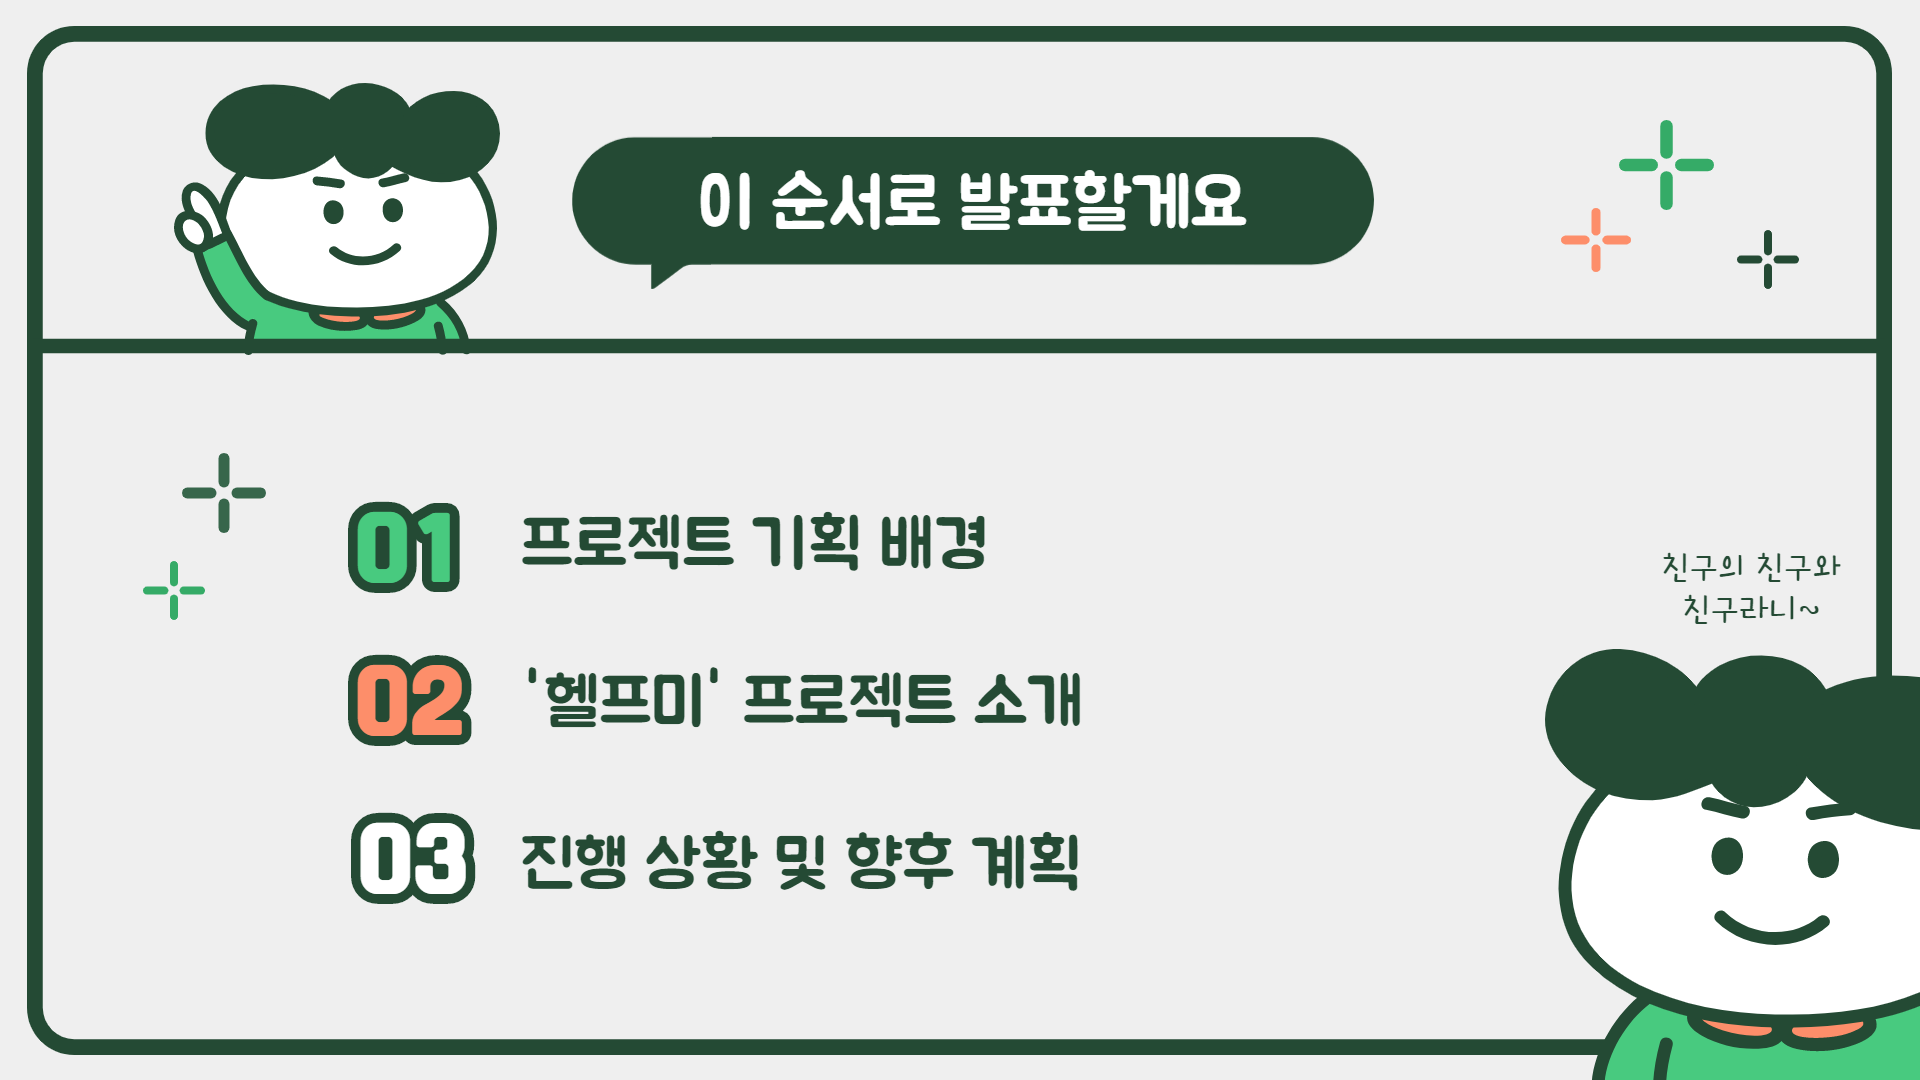 이 순서로 발표할게요
01 프로젝트 기획 배경
02 '헬프미' 프로젝트 소개
03 진행 상황 및 향후 계획
친구의 친구와
친구라니~